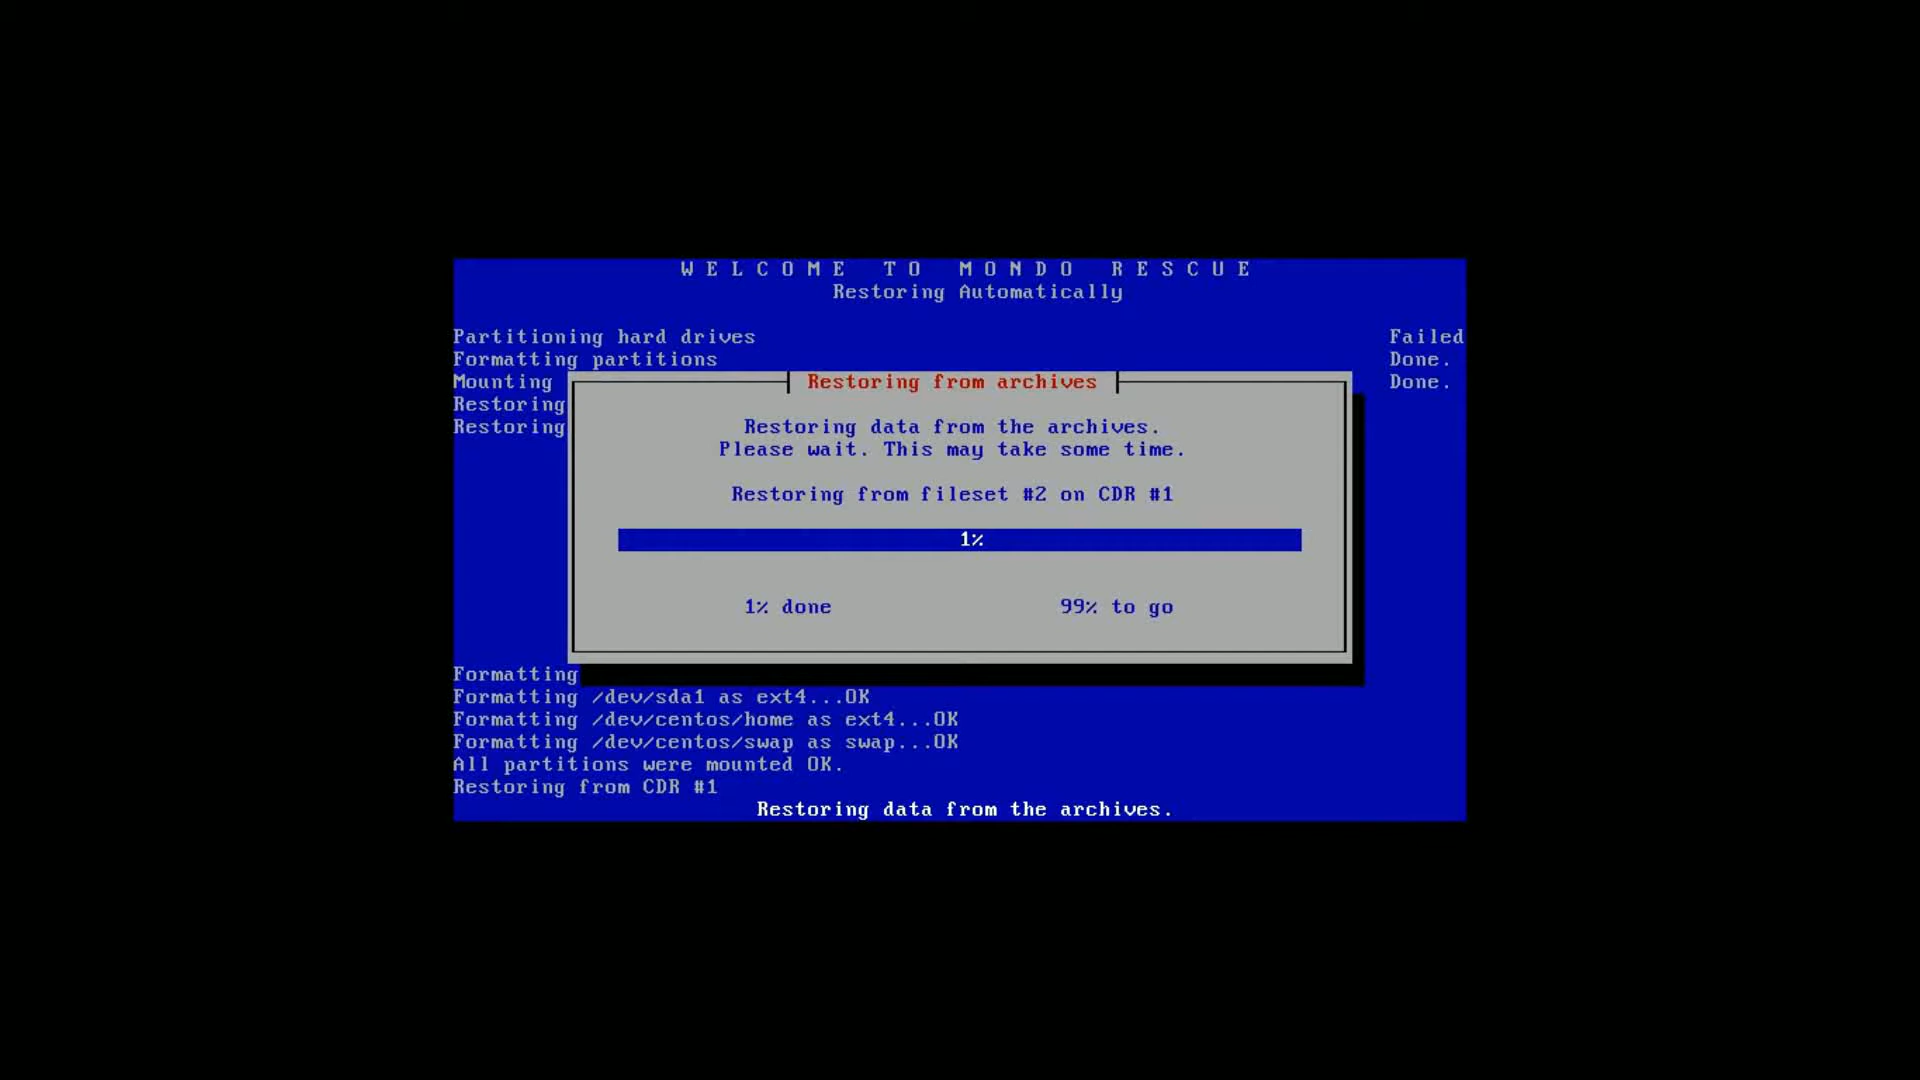 W E L C O M E   T O   M O N D O   R E S C U E
Restoring Automatically
Partitioning hard drives Failed
Formatting partitions Done.
Mounting Done.
Restoring
Restoring
Restoring from archives
Restoring data from the archives.
Please wait. This may take some time.
Restoring from fileset #2 on CDR #1
1%
1% done 99% to go
Formatting
Formatting /dev/sda1 as ext4...OK
Formatting /dev/centos/home as ext4...OK
Formatting /dev/centos/swap as swap...OK
All partitions were mounted OK.
Restoring from CDR #1
Restoring data from the archives.